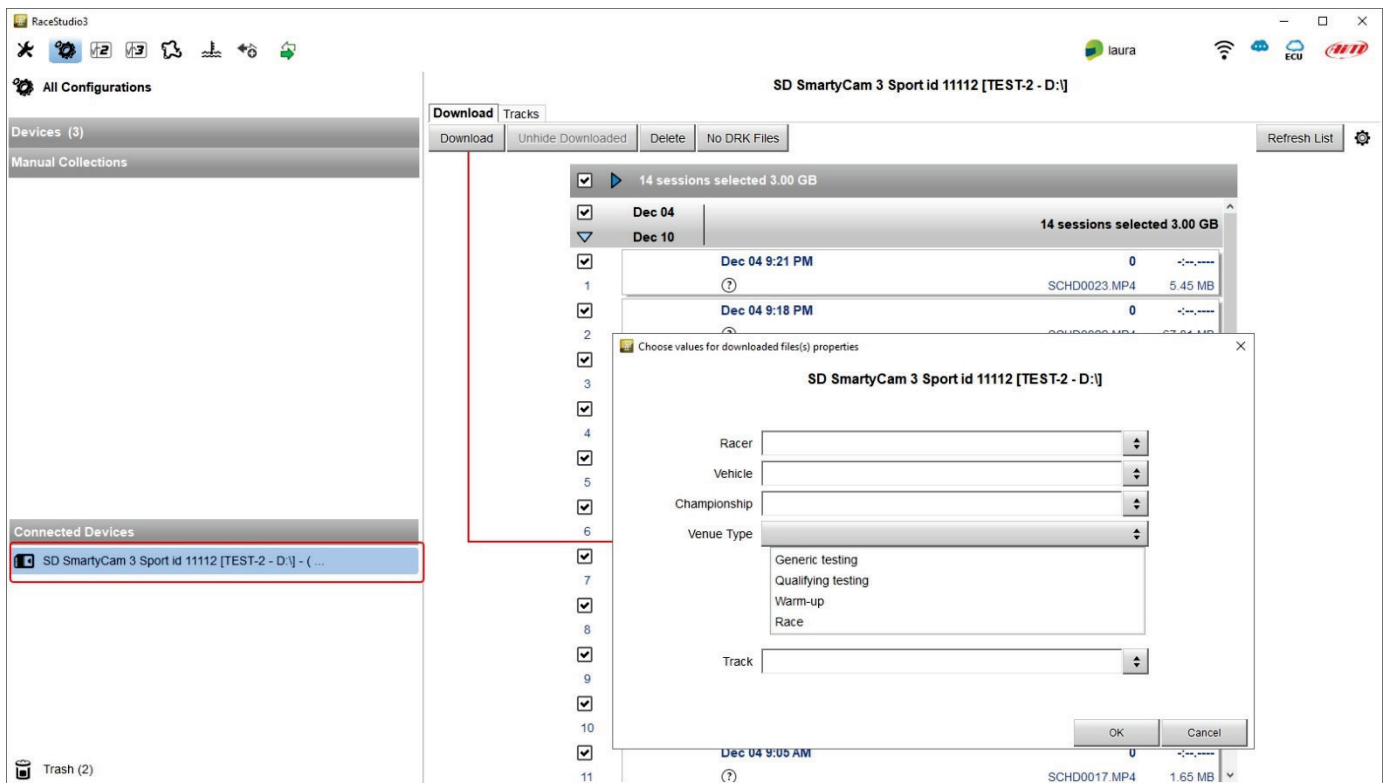 RaceStudio3
2
3
laura
ECU
AiM
All Configurations
SD SmartyCam 3 Sport id 11112 [TEST-2 - D:\]
Download Tracks
Devices (3)
Download Unhide Downloaded Delete No DRK Files Refresh List
Manual Collections
14 sessions selected 3.00 GB
Dec 04
14 sessions selected 3.00 GB
Dec 10
Dec 04 9:21 PM 0 -:--.----
1 ? SCHD0023.MP4 5.45 MB
Dec 04 9:18 PM 0 -:--.----
2
Choose values for downloaded files(s) properties
SD SmartyCam 3 Sport id 11112 [TEST-2 - D:\]
3
4
Racer
Vehicle
5
Championship
Connected Devices
6
Venue Type
SD SmartyCam 3 Sport id 11112 [TEST-2 - D:\] - ( ...
Generic testing
7
Qualifying testing
Warm-up
Race
8
Track
9
10
OK Cancel
Dec 04 9:05 AM 0 -:--.----
Trash (2)
11 ? SCHD0017.MP4 1.65 MB